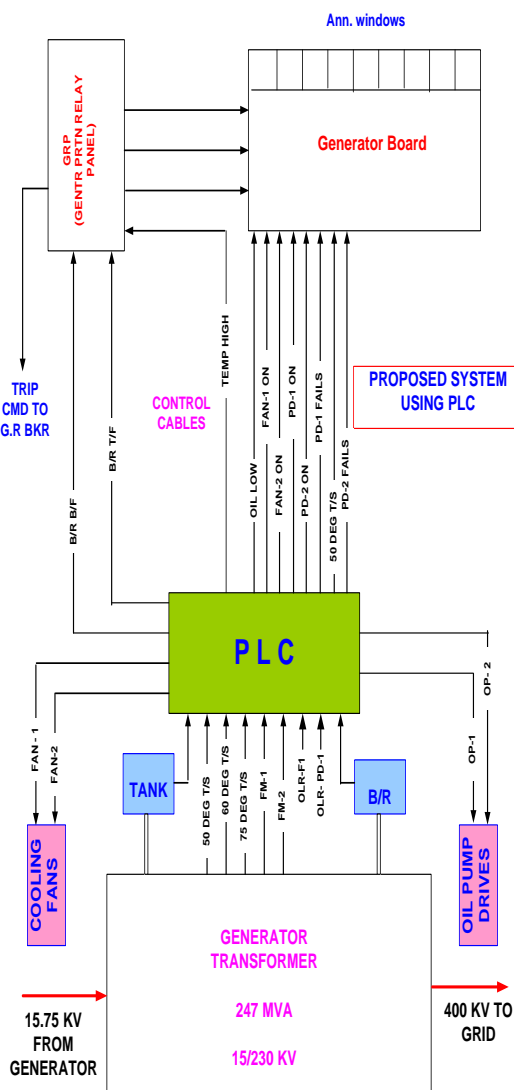 Ann. windows
GRP
(GENTR PRTN RELAY
PANEL)
Generator Board
TRIP
CMD TO
G.R BKR
CONTROL
CABLES
PROPOSED SYSTEM
USING PLC
B/R B/F
B/R T/F
TEMP HIGH
OIL LOW
FAN-1 ON
FAN-2 ON
PD-1 ON
PD-2 ON
PD-1 FAILS
50 DEG T/S
PD-2 FAILS
P L C
FAN - 1
FAN-2
TANK
50 DEG T/S
60 DEG T/S
75 DEG T/S
FM-1
FM-2
OLR-F1
OLR- PD-1
B/R
OP-1
OP- 2
COOLING
FANS
OIL PUMP
DRIVES
GENERATOR
TRANSFORMER
247 MVA
15/230 KV
15.75 KV
FROM
GENERATOR
400 KV TO
GRID